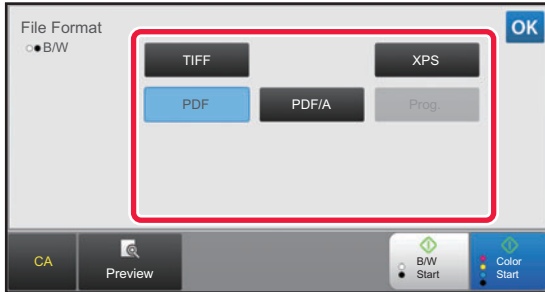 File Format
B/W
OK
TIFF
XPS
PDF
PDF/A
Prog.
CA
Preview
B/W
Start
Color
Start